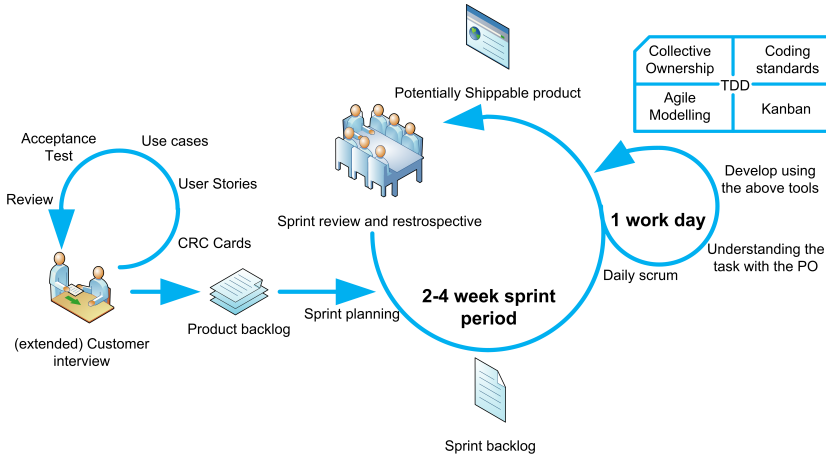 Potentially Shippable product
Collective
Ownership
Coding
standards
TDD
Agile
Modelling
Kanban
Acceptance
Test
Use cases
User Stories
Review
CRC Cards
(extended) Customer
interview
Product backlog
Sprint planning
Sprint review and restrospective
2-4 week sprint
period
Sprint backlog
1 work day
Develop using
the above tools
Understanding the
task with the PO
Daily scrum